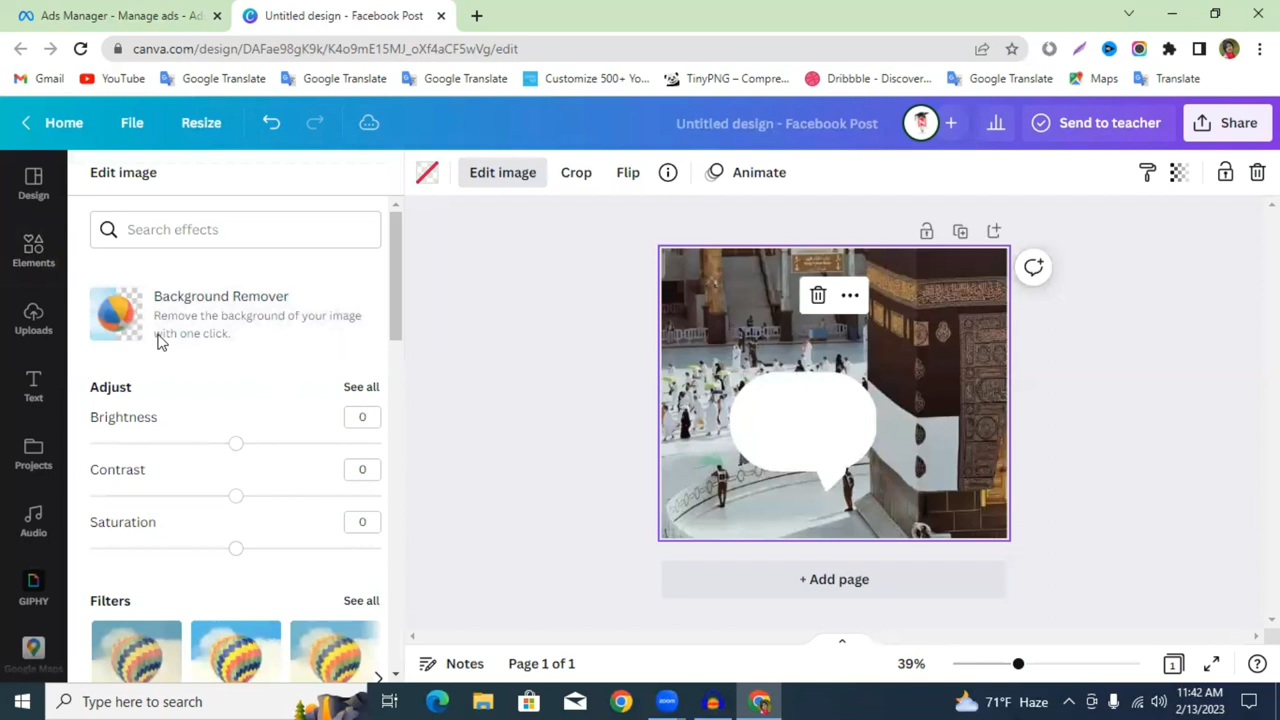 Ads Manager - Manage ads - Ad
Untitled design - Facebook Post
canva.com/design/DAFae98gK9k/K4o9mE15MJ_oXf4aCF5wVg/edit
Gmail
YouTube
Google Translate
Google Translate
Google Translate
Customize 500+ Yo...
TinyPNG – Compre...
Dribbble - Discover...
Google Translate
Maps
Translate
Home
File
Resize
Untitled design - Facebook Post
Send to teacher
Share
Design
Elements
Uploads
Text
Projects
Audio
GIPHY
Google Maps
Edit image
Search effects
Background Remover
Remove the background of your image
with one click.
Adjust
See all
Brightness
0
Contrast
0
Saturation
0
Filters
See all
Edit image
Crop
Flip
Animate
+ Add page
Notes
Page 1 of 1
39%
1
Type here to search
zoom
71°F Haze
11:42 AM
2/13/2023